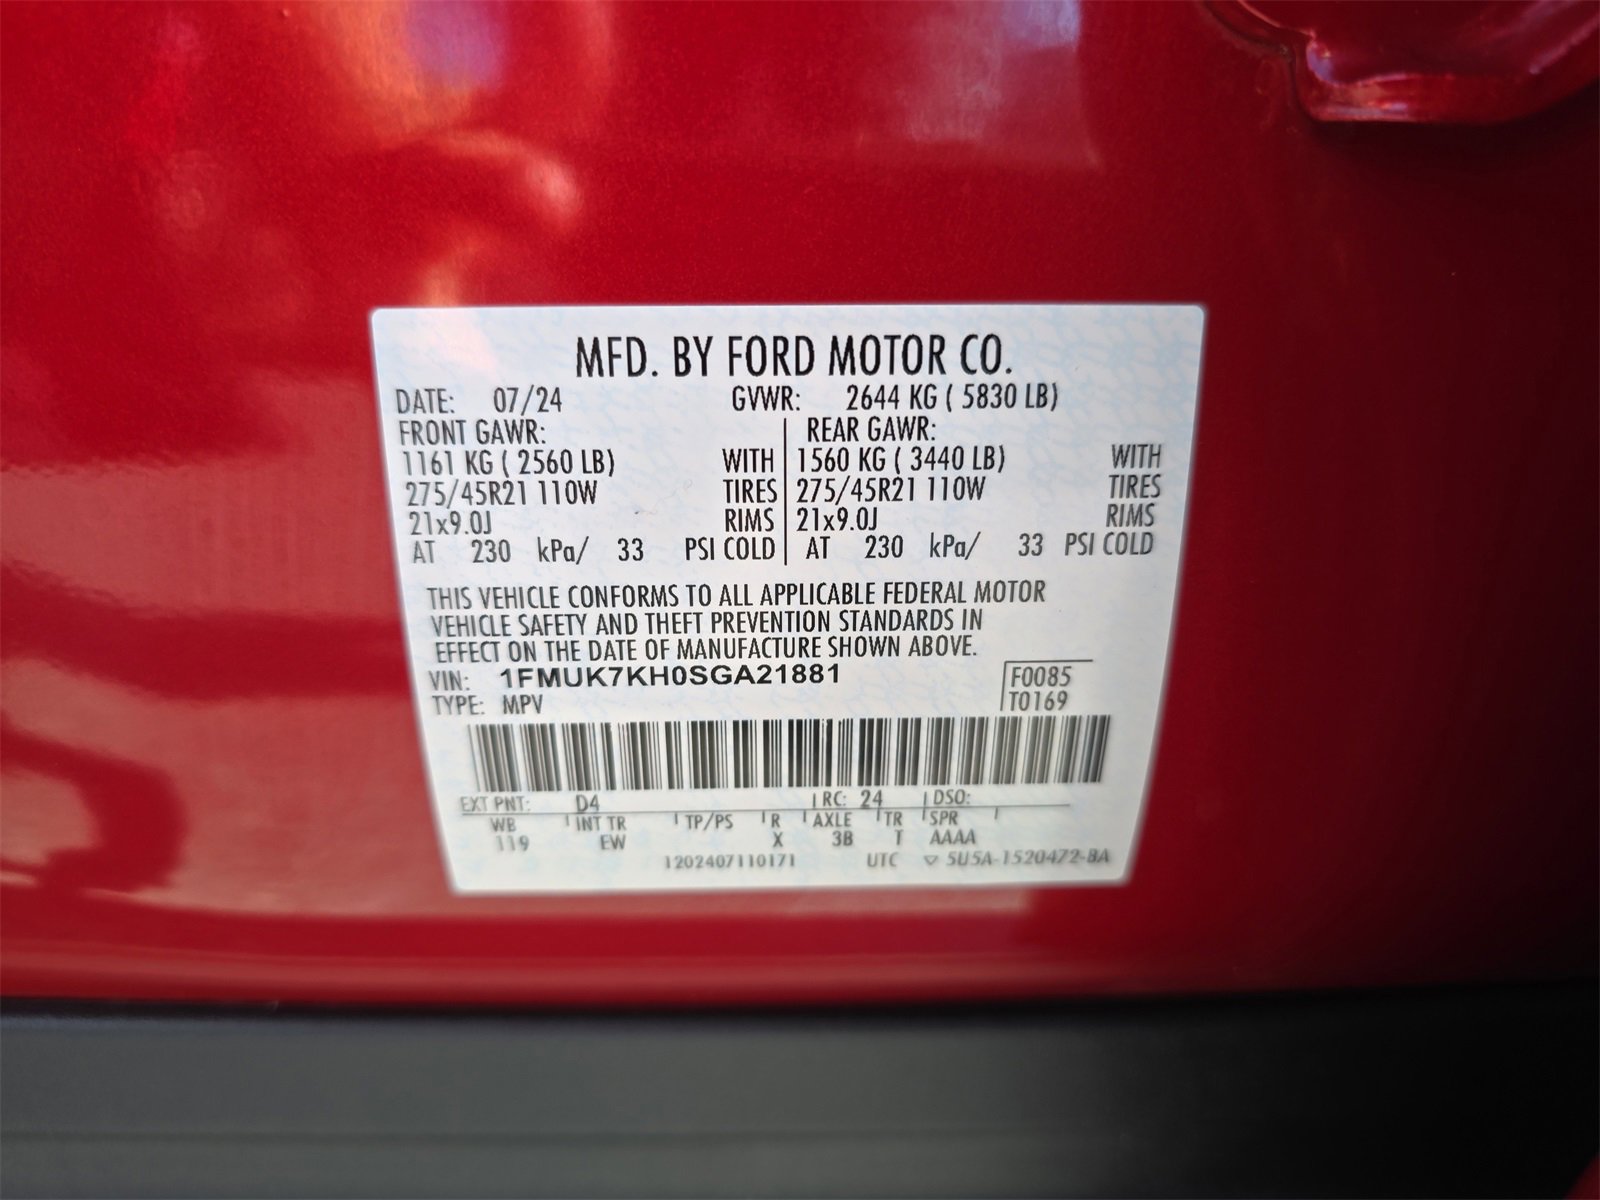 MFD. BY FORD MOTOR CO.
DATE: 07/24 GVWR: 2644 KG ( 5830 LB)
FRONT GAWR: REAR GAWR:
1161 KG ( 2560 LB) WITH 1560 KG ( 3440 LB) WITH
275/45R21 110W TIRES 275/45R21 110W TIRES
21x9.0J RIMS 21x9.0J RIMS
AT 230 kPa/ 33 PSI COLD AT 230 kPa/ 33 PSI COLD
THIS VEHICLE CONFORMS TO ALL APPLICABLE FEDERAL MOTOR
VEHICLE SAFETY AND THEFT PREVENTION STANDARDS IN
EFFECT ON THE DATE OF MANUFACTURE SHOWN ABOVE.
VIN: 1FMUK7KH0SGA21881 F0085
TYPE: MPV T0169
EXT PNT: D4 RC: 24 DSO:
WB INT TR TP/PS R AXLE TR SPR
119 EW X 3B T AAAA
1202407110171 UTC ▽ 5U5A-1520472-BA